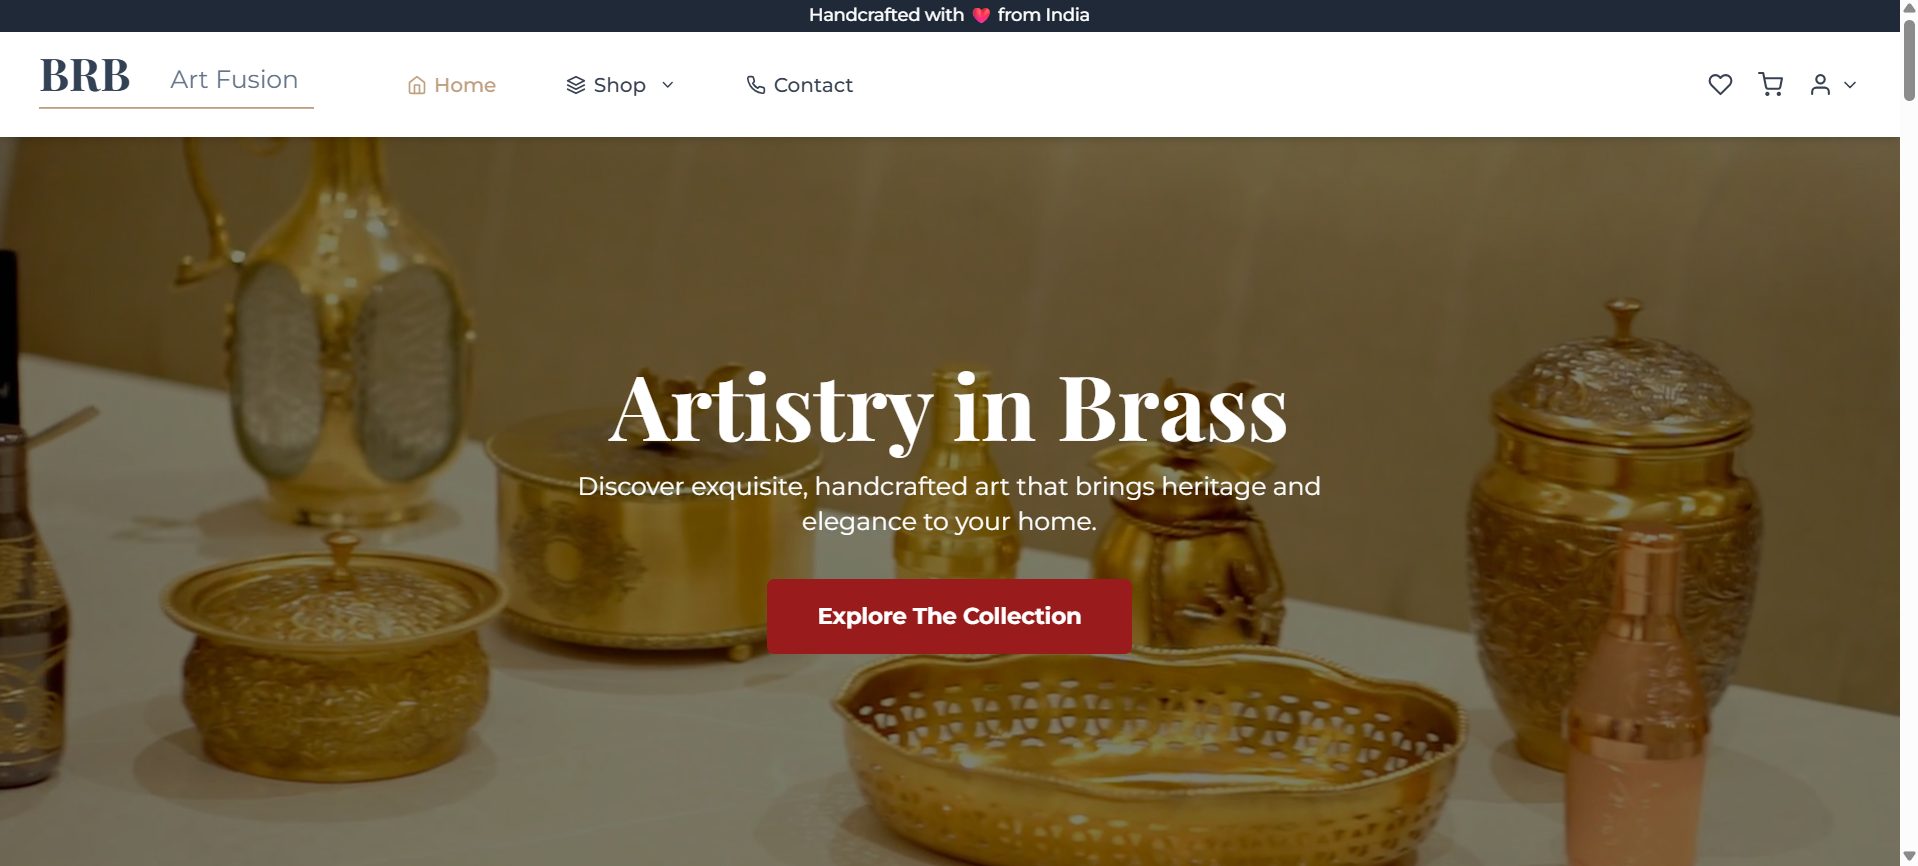 Handcrafted with ❤️ from India
BRB Art Fusion
Home
Shop
Contact
Artistry in Brass
Discover exquisite, handcrafted art that brings heritage and
elegance to your home.
Explore The Collection